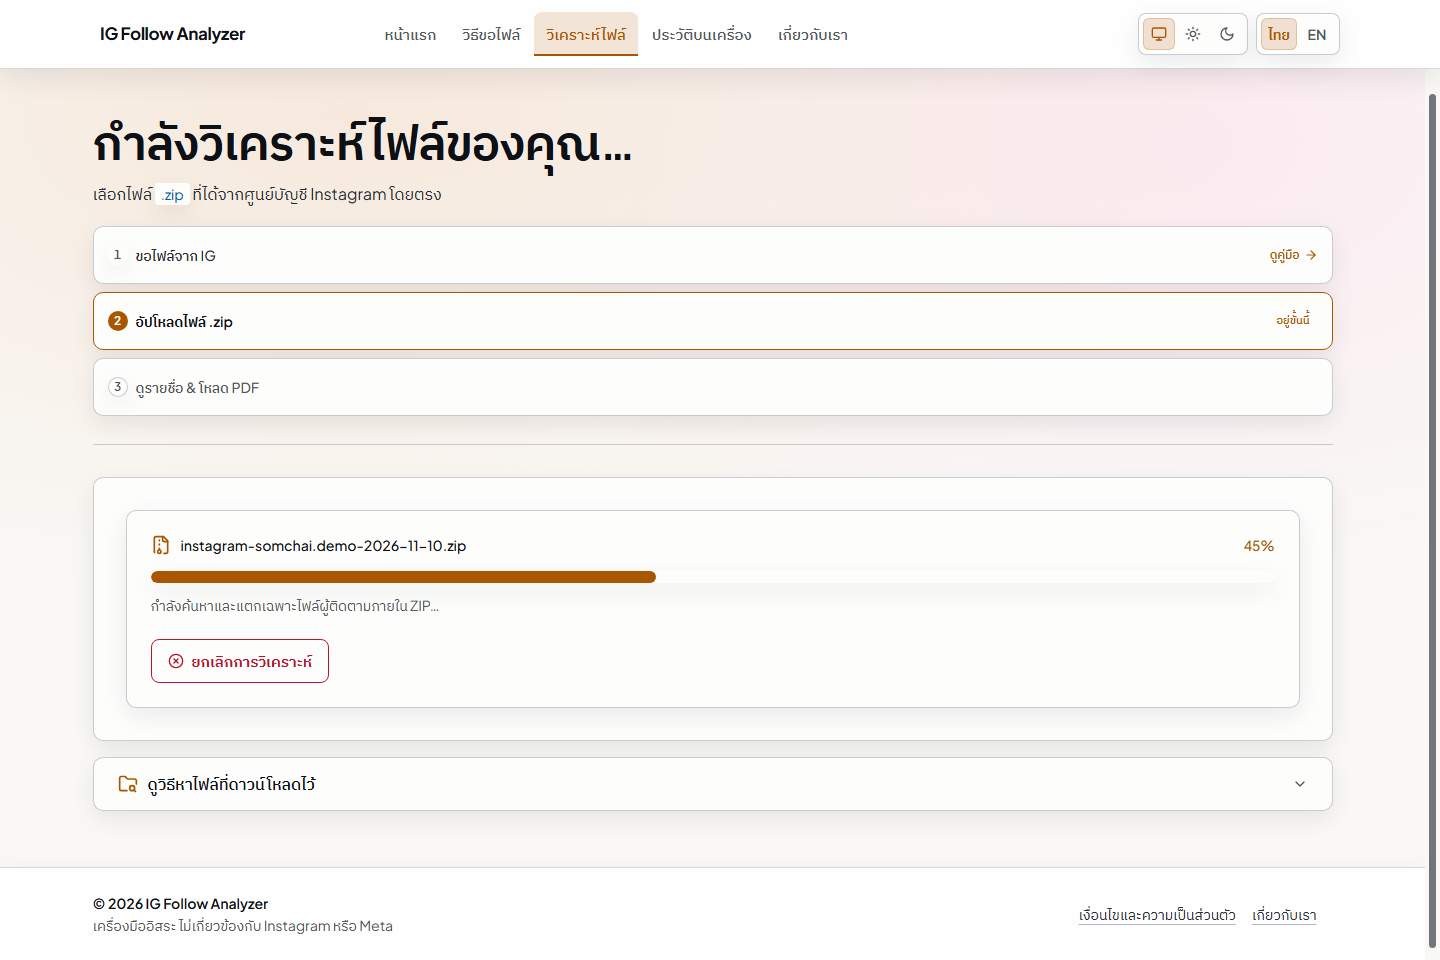 IG Follow Analyzer
หน้าแรก
วิธีขอไฟล์
วิเคราะห์ไฟล์
ประวัติบนเครื่อง
เกี่ยวกับเรา
ไทย
EN
กำลังวิเคราะห์ไฟล์ของคุณ…
เลือกไฟล์ .zip ที่ได้จากศูนย์บัญชี Instagram โดยตรง
1 ขอไฟล์จาก IG
ดูคู่มือ →
2 อัปโหลดไฟล์ .zip
อยู่ขั้นนี้
3 ดูรายชื่อ & โหลด PDF
instagram-somchai.demo-2026-11-10.zip
45%
กำลังค้นหาและแตกเฉพาะไฟล์ผู้ติดตามภายใน ZIP…
ยกเลิกการวิเคราะห์
ดูวิธีหาไฟล์ที่ดาวน์โหลดไว้
© 2026 IG Follow Analyzer
เครื่องมืออิสระ ไม่เกี่ยวข้องกับ Instagram หรือ Meta
เงื่อนไขและความเป็นส่วนตัว
เกี่ยวกับเรา